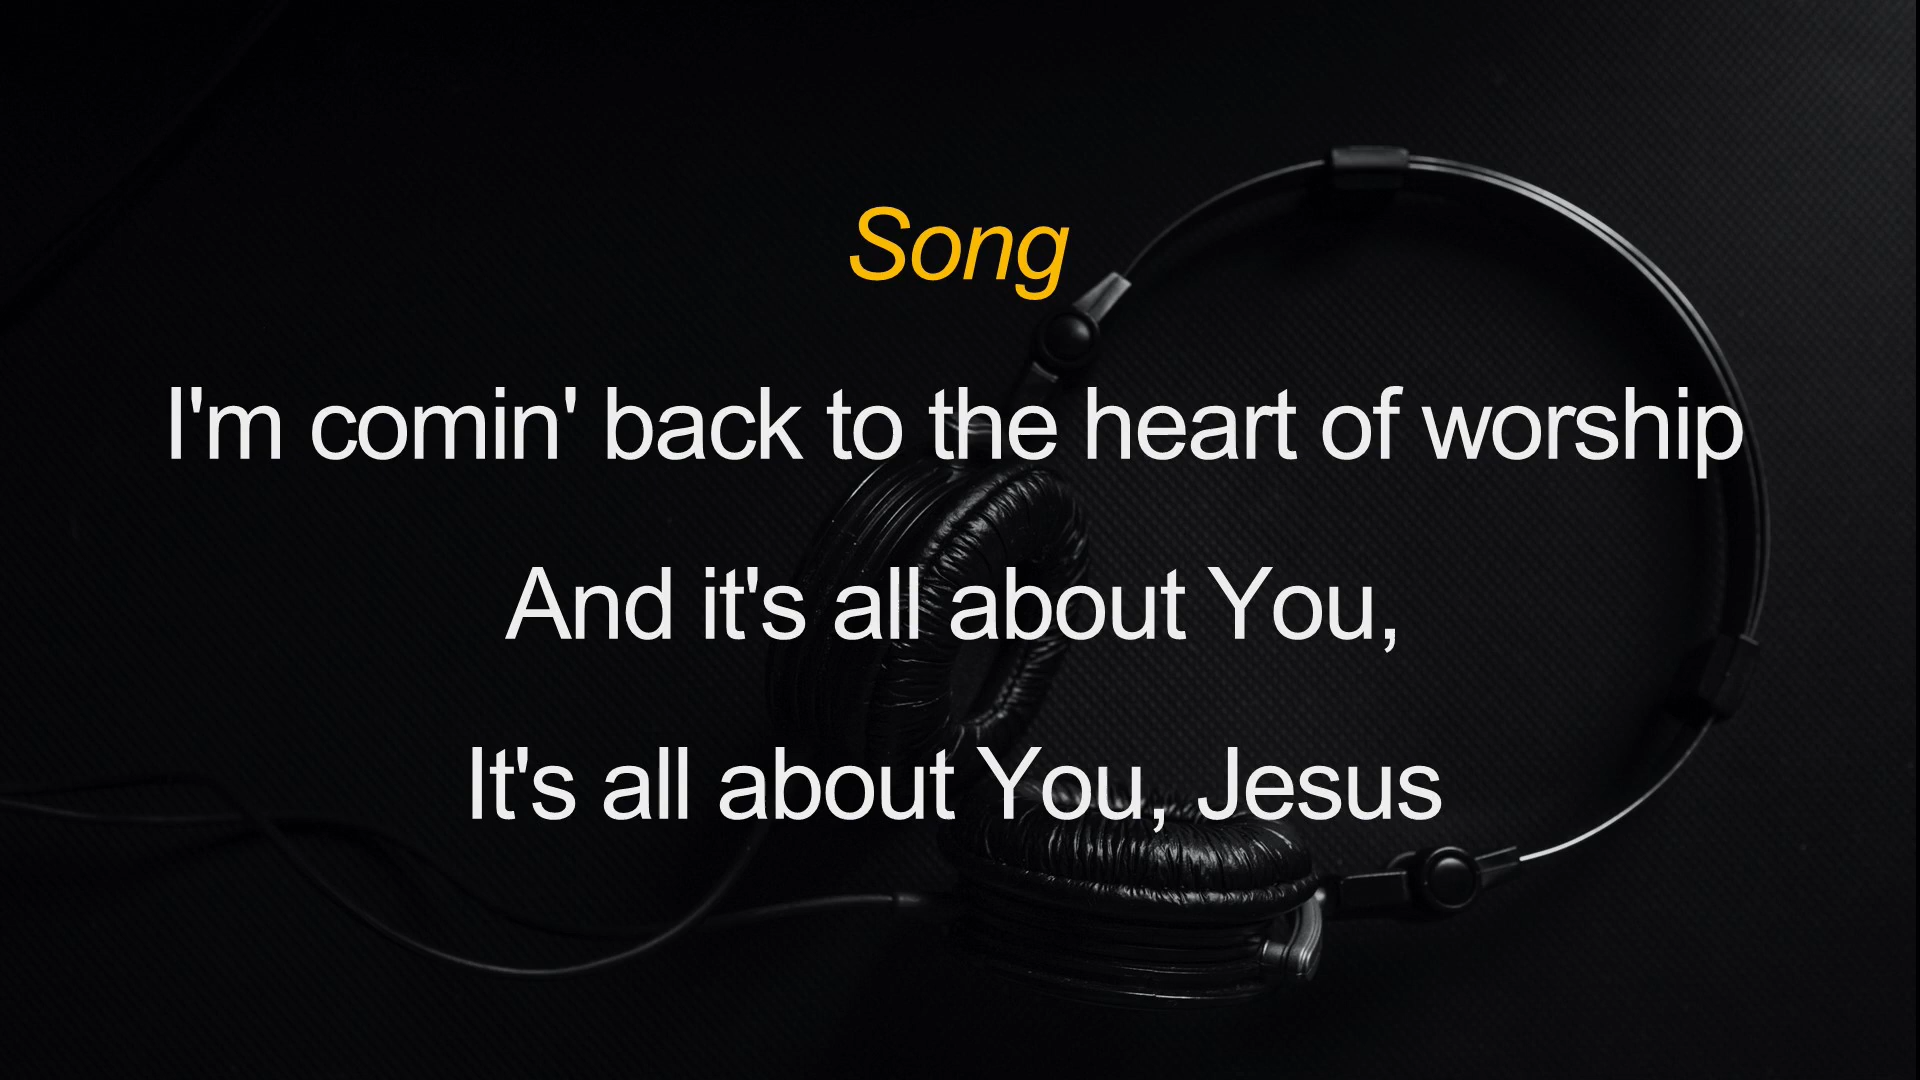 Song
I'm comin' back to the heart of worship
And it's all about You,
It's all about You, Jesus